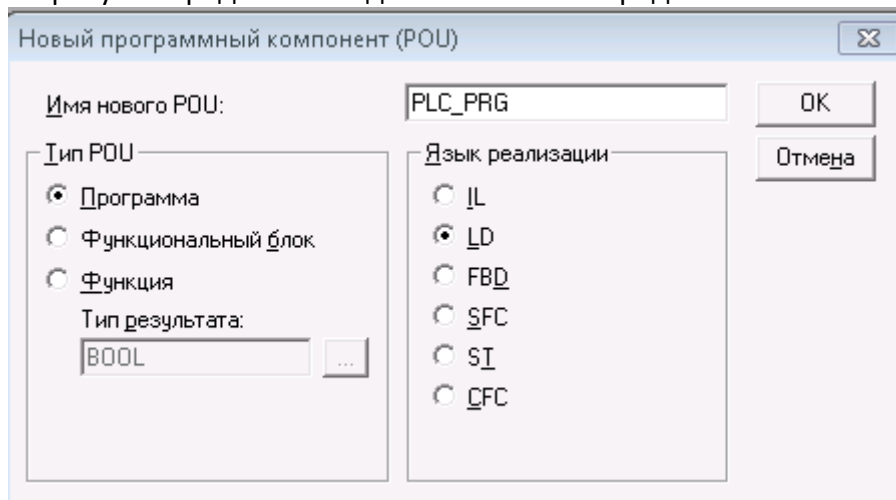 Новый программный компонент (POU)
Имя нового POU:
PLC_PRG
OK
Отмена
Тип POU
Программа
Функциональный блок
Функция
Тип результата:
BOOL
...
Язык реализации
IL
LD
FBD
SFC
ST
CFC